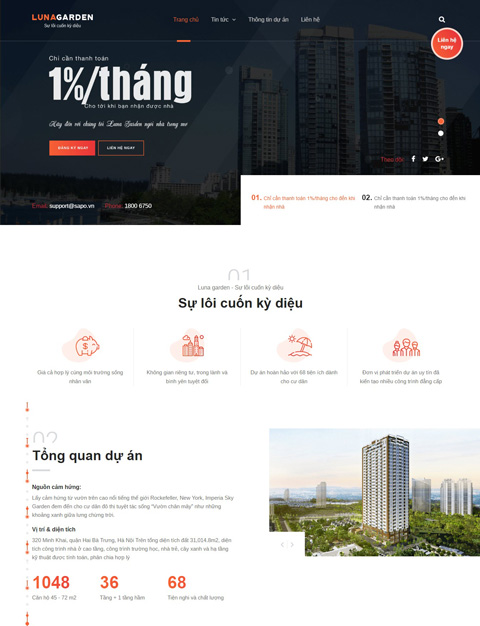 LUNAGARDEN
Sự lôi cuốn kỳ diệu
Trang chủ
Tin tức
Thông tin dự án
Liên hệ
Liên hệ
ngay
Chỉ cần thanh toán
1%/tháng
Cho tới khi bạn nhận được nhà
Hãy đến với chúng tôi Luna Garden ngôi nhà trong mơ
ĐĂNG KÝ NGAY
LIÊN HỆ NGAY
Theo dõi
Email: support@sapo.vn
Phone: 1800 6750
01. Chỉ cần thanh toán 1%/tháng cho đến khi
nhận nhà
02. Chỉ cần thanh toán 1%/tháng cho đến khi
nhận nhà
01
Luna garden - Sự lôi cuốn kỳ diệu
Sự lôi cuốn kỳ diệu
Giá cả hợp lý cùng môi trường sống
nhân văn
Không gian riêng tư, trong lành và
bình yên tuyệt đối
Dự án hoàn hảo với 68 tiện ích dành
cho cư dân
Đơn vị phát triển dự án uy tín đã
kiến tạo nhiều công trình đẳng cấp
02
Tổng quan dự án
Nguồn cảm hứng:
Lấy cảm hứng từ vườn trên cao nổi tiếng thế giới Rockefeller, New York, Imperia Sky
Garden đem đến cho cư dân đô thị tuyệt tác sống "Vườn chân mây" như những
khoảng xanh giữa lưng chừng trời.
Vị trí & diện tích
320 Minh Khai, quận Hai Bà Trưng, Hà Nội Trên tổng diện tích đất 31,014.8m2, diện
tích công trình nhà ở cao tầng, công trình trường học, nhà trẻ, cây xanh và hạ tầng
kỹ thuật được tính toán, phân chia hợp lý.
1048
36
68
Căn hộ 45 - 72 m2
Tầng + 1 tầng hầm
Tiện nghi và chất lượng